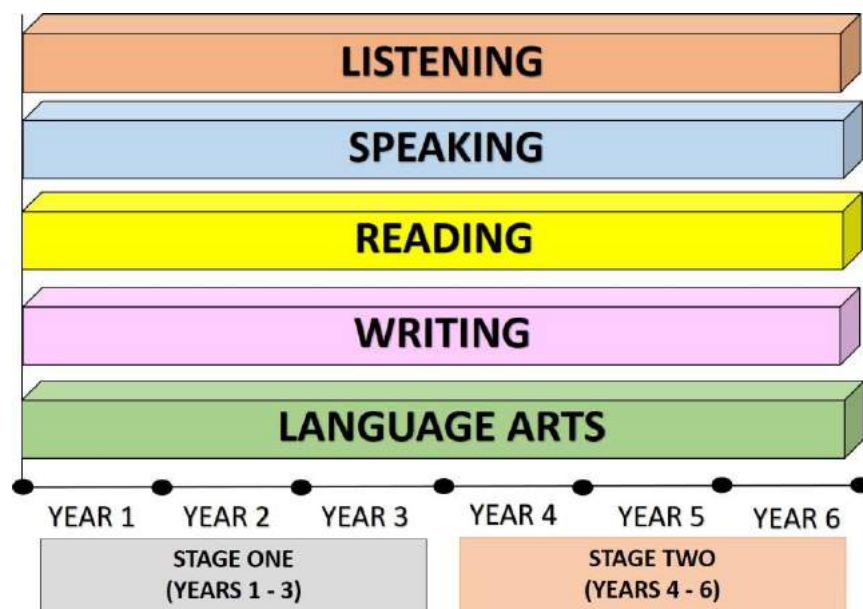 LISTENING
SPEAKING
READING
WRITING
LANGUAGE ARTS
YEAR 1 YEAR 2 YEAR 3 YEAR 4 YEAR 5 YEAR 6
STAGE ONE
(YEARS 1 - 3)
STAGE TWO
(YEARS 4 - 6)